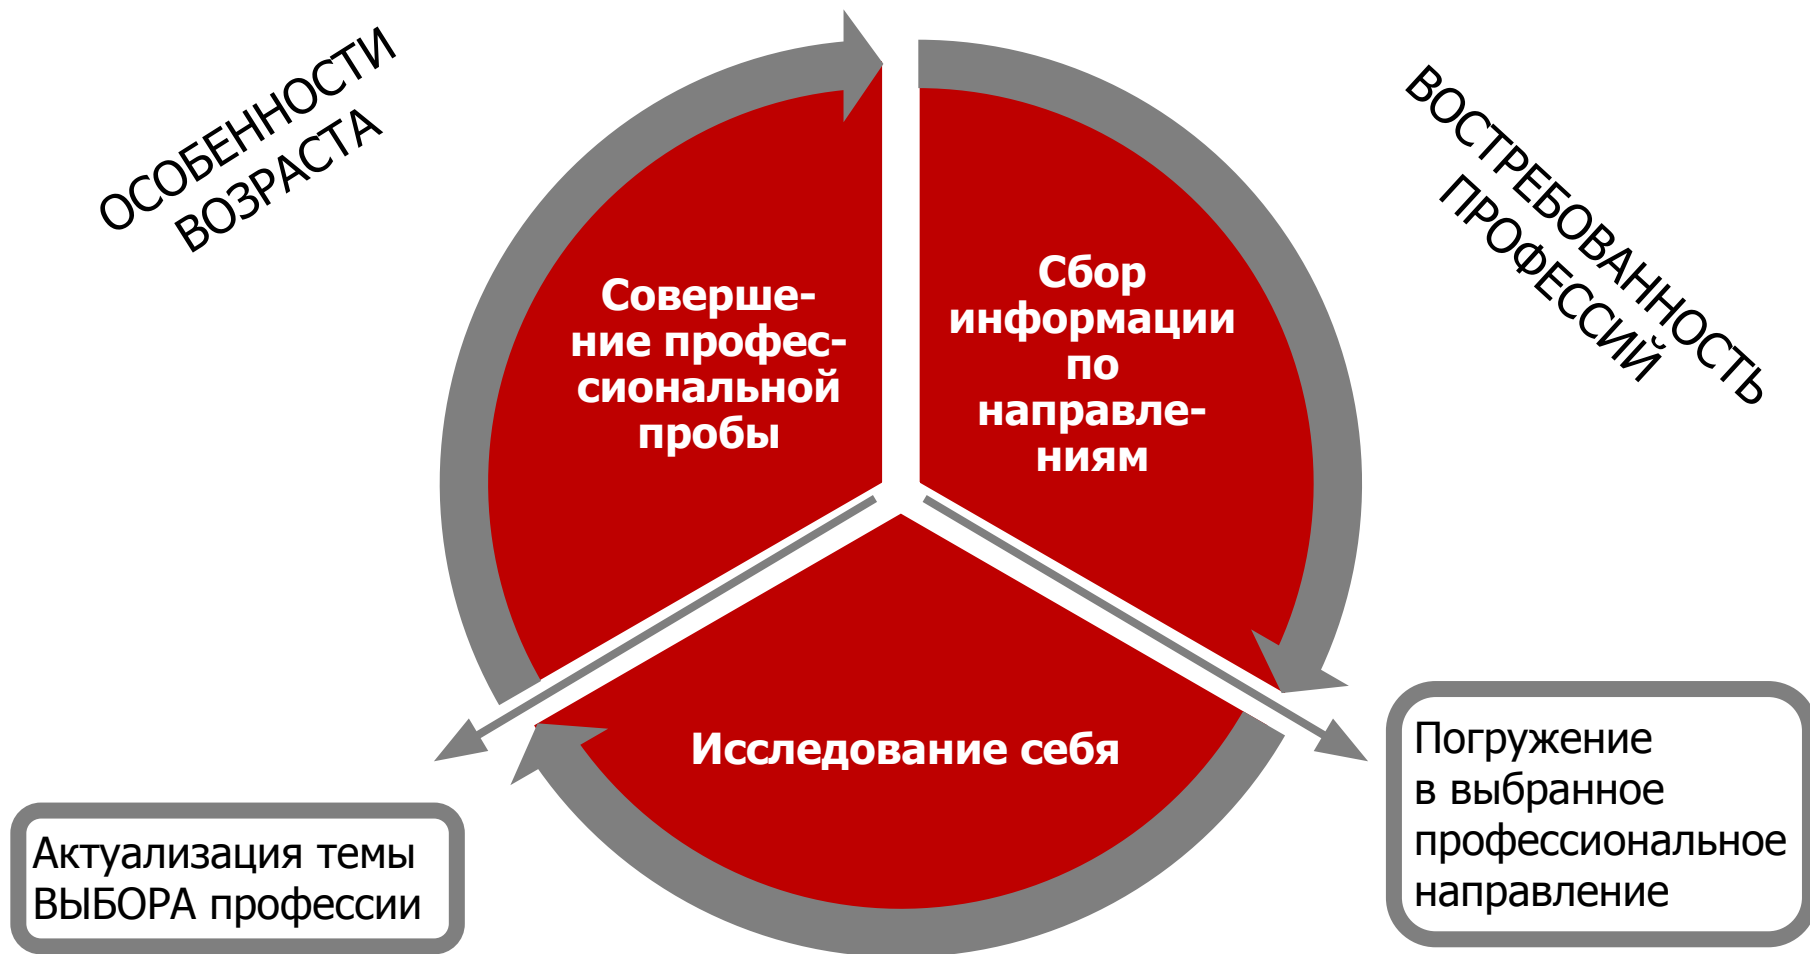 ОСОБЕННОСТИ
ВОЗРАСТА
ВОСТРЕБОВАННОСТЬ
ПРОФЕССИЙ
Соверше-
ние профес-
сиональной
пробы
Сбор
информации
по
направле-
ниям
Исследование себя
Актуализация темы
ВЫБОРА профессии
Погружение
в выбранное
профессиональное
направление